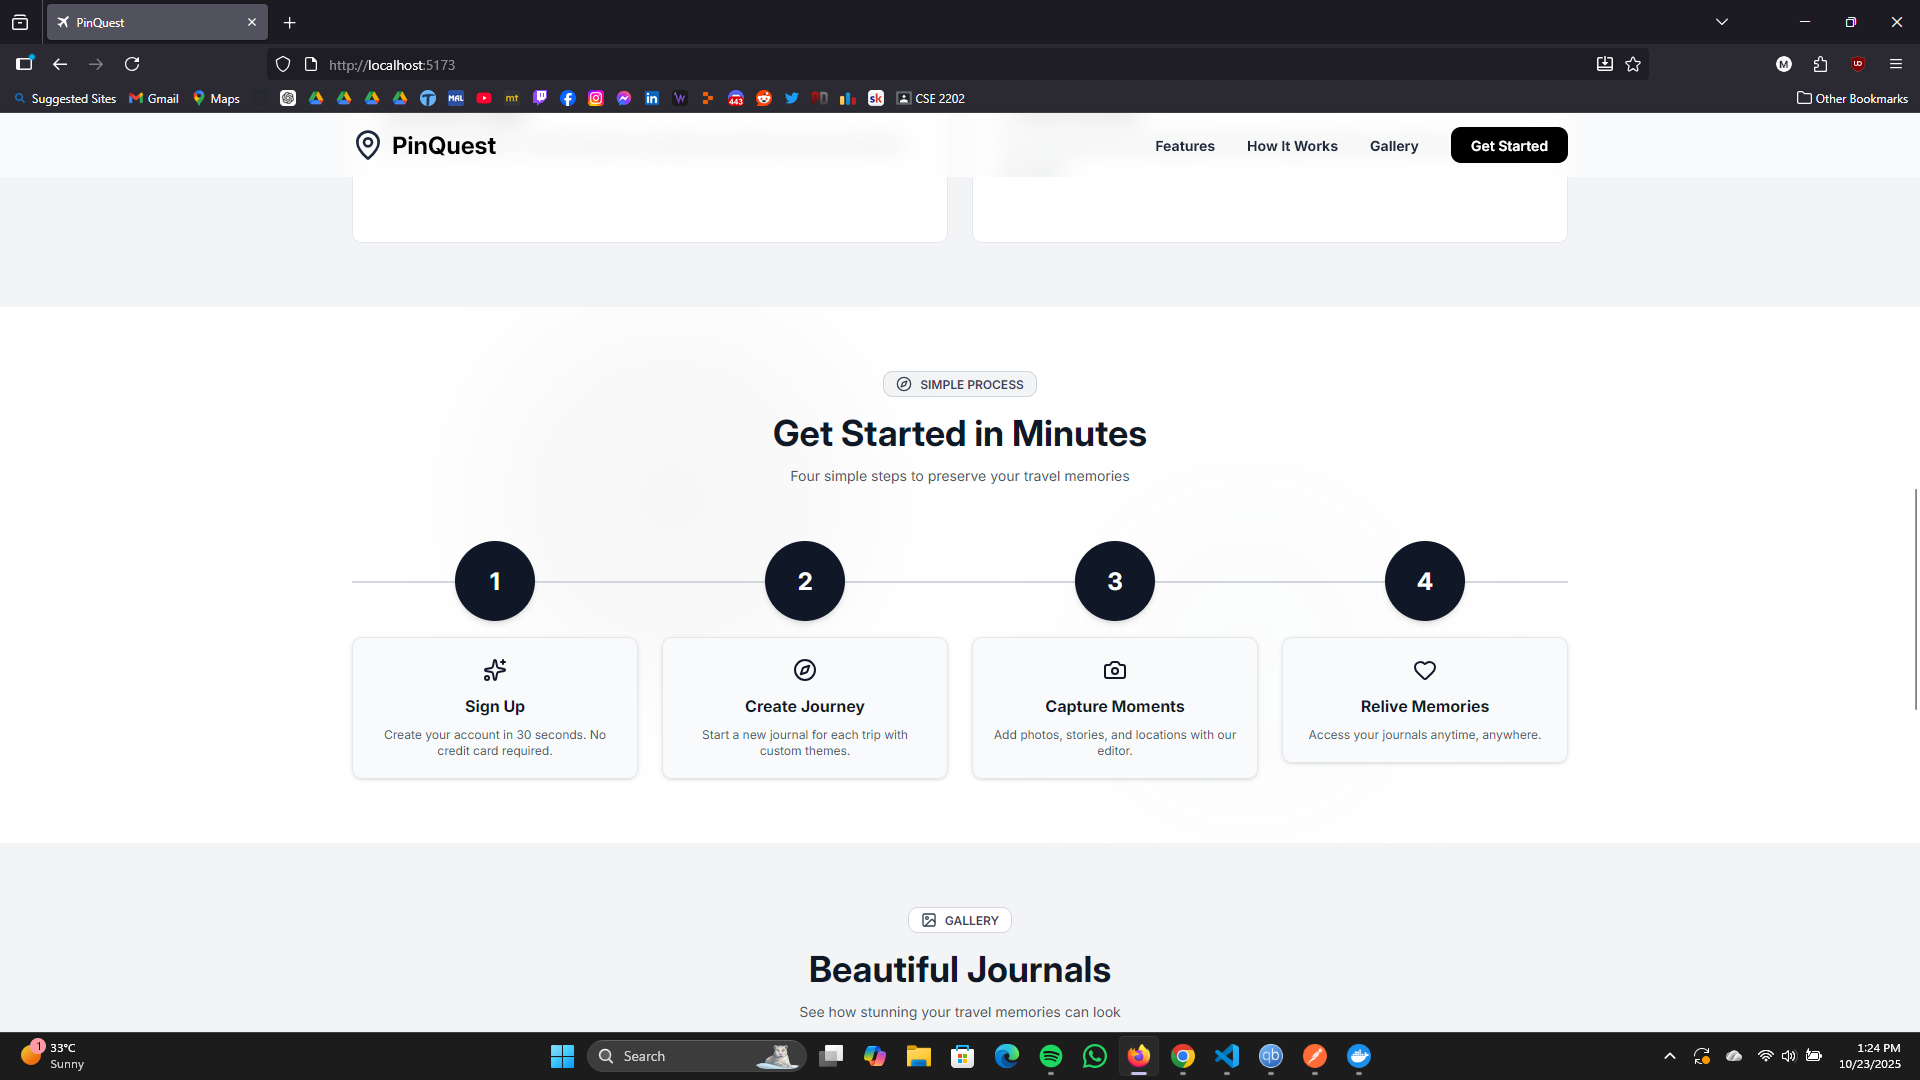 PinQuest
http://localhost:5173
Suggested Sites
Gmail
Maps
CSE 2202
Other Bookmarks
PinQuest
Features
How It Works
Gallery
Get Started
SIMPLE PROCESS
Get Started in Minutes
Four simple steps to preserve your travel memories
1
2
3
4
Sign Up
Create your account in 30 seconds. No
credit card required.
Create Journey
Start a new journal for each trip with
custom themes.
Capture Moments
Add photos, stories, and locations with our
editor.
Relive Memories
Access your journals anytime, anywhere.
GALLERY
Beautiful Journals
See how stunning your travel memories can look
1
33°C
Sunny
Search
1:24 PM
10/23/2025